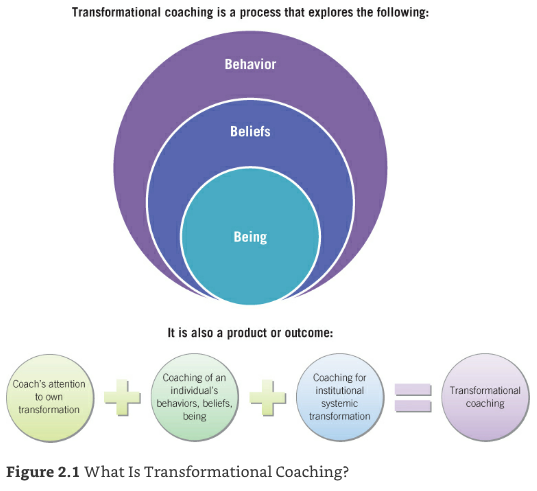 Transformational coaching is a process that explores the following:
Behavior
Beliefs
Being
It is also a product or outcome:
Coach's attention
to own
transformation
Coaching of an
individual's
behaviors, beliefs,
being
Coaching for
institutional
systemic
transformation
Transformational
coaching
Figure 2.1 What Is Transformational Coaching?